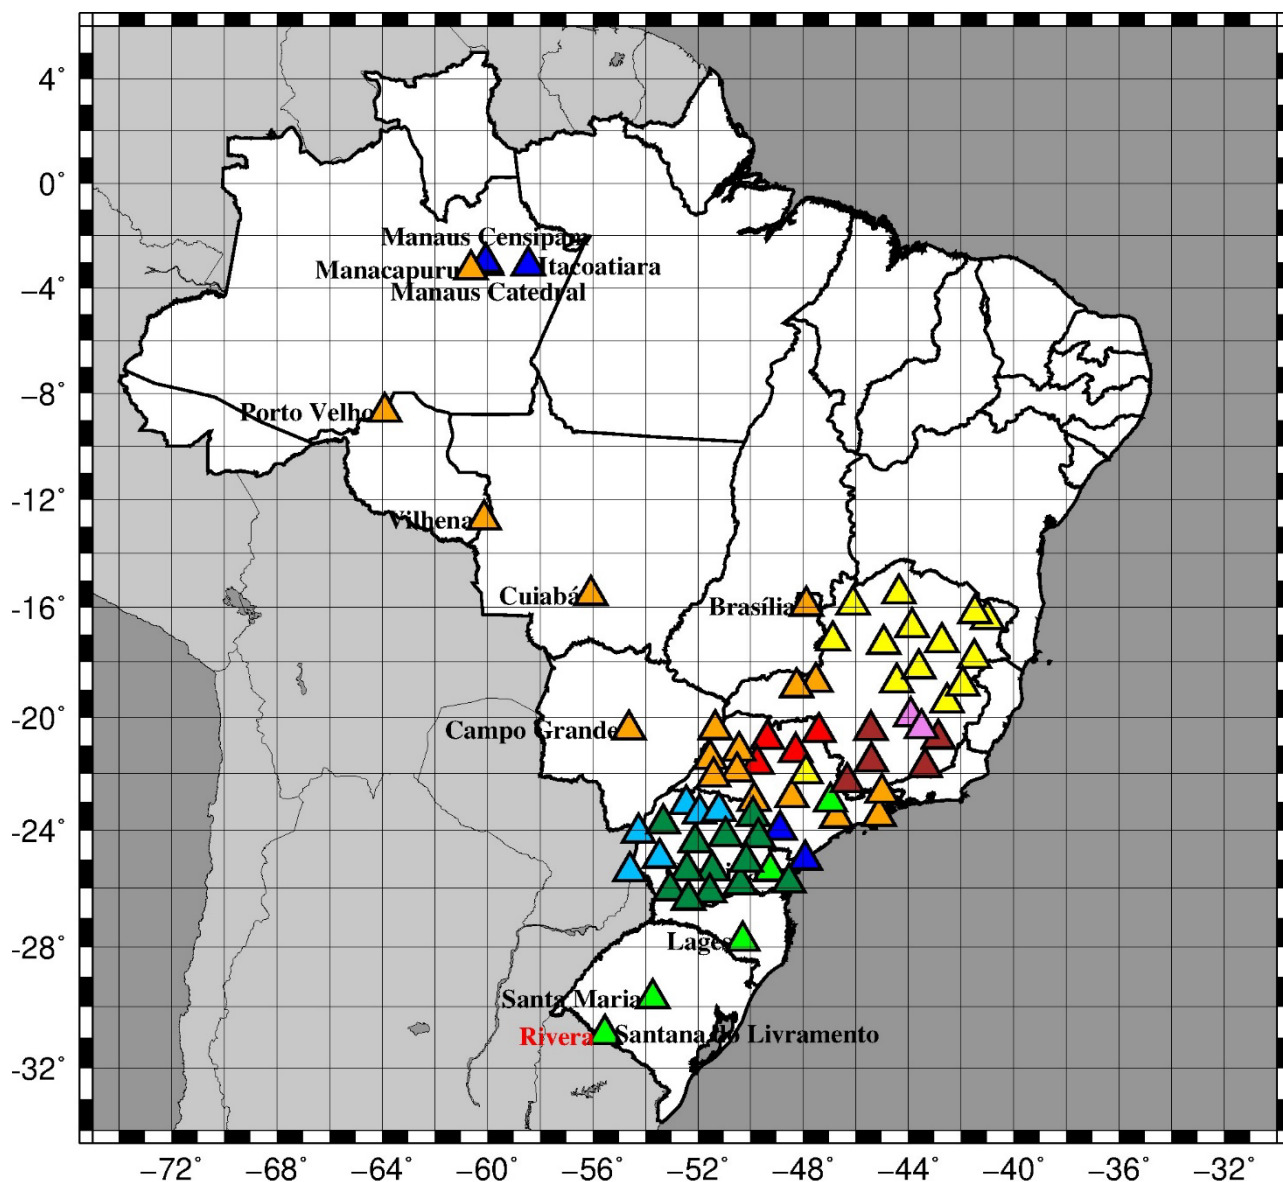 4°
0°
Manaus Censipam
Manacapuru
Itacoatiara
Manaus Catedral
−4°
−8°
Porto Velho
-12°
Vilhena
Cuiabá
-16°
Brasília
-20°
Campo Grande
-24°
-28°
Lages
Santa Maria
Rivera
Santana do Livramento
-32°
−72° −68° −64° −60° −56° −52° −48° −44° −40° −36° −32°